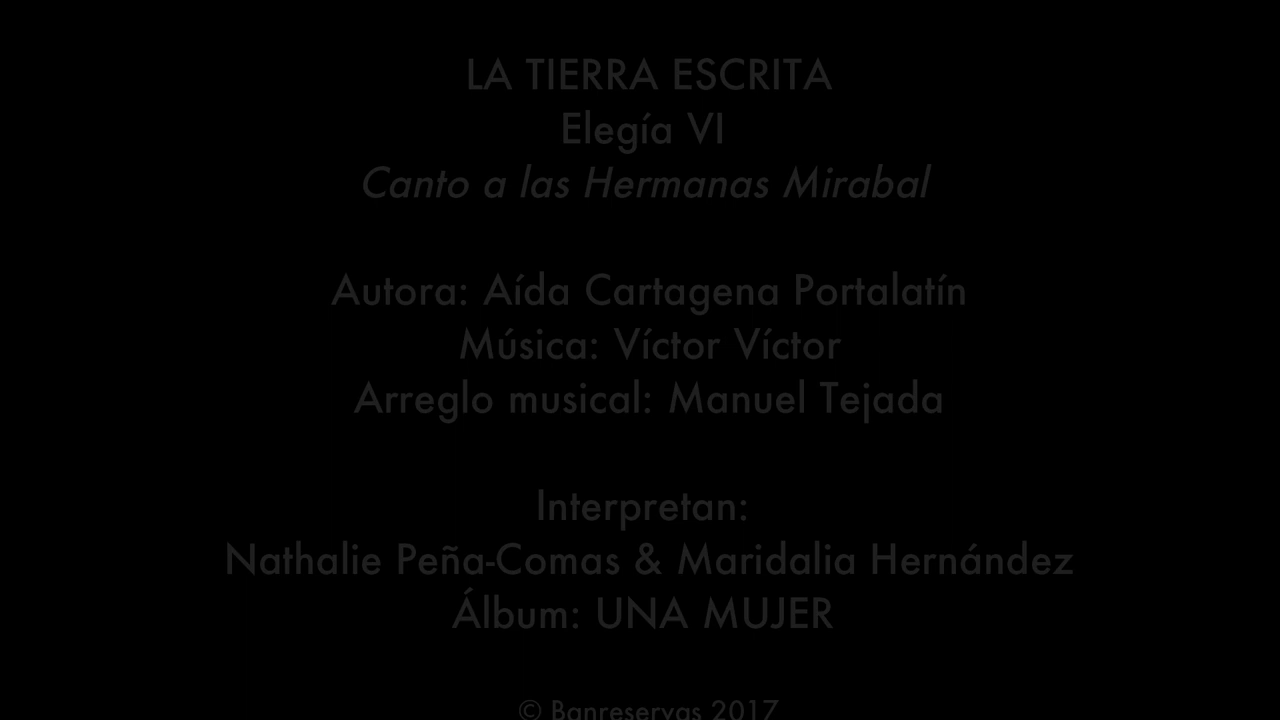 LA TIERRA ESCRITA
Elegía VI
Canto a las Hermanas Mirabal
Autora: Aída Cartagena Portalatín
Música: Víctor Víctor
Arreglo musical: Manuel Tejada
Interpretan:
Nathalie Peña-Comas & Maridalia Hernández
Álbum: UNA MUJER
© Banreservas 2017